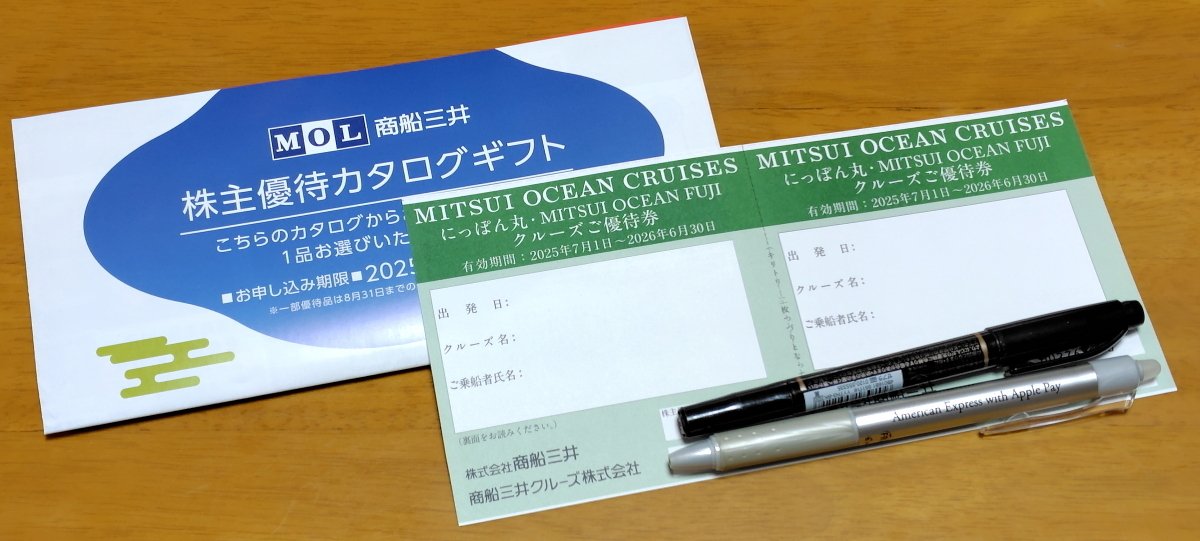 MOL 商船三井
株主優待カタログギフト
こちらのカタログから
1品お選びいた
■お申し込み期限■2025
※一部優待品は8月31日までの
MITSUI OCEAN CRUISES
にっぽん丸・MITSUI OCEAN FUJI
クルーズご優待券
有効期間：2025年7月1日～2026年6月30日
出発日：
クルーズ名：
ご乗船者氏名：
（裏面をお読みください。）
株式会社商船三井
商船三井クルーズ株式会社
株主
MITSUI OCEAN CRUISES
にっぽん丸・MITSUI OCEAN FUJI
クルーズご優待券
有効期間：2025年7月1日～2026年6月30日
出発日：
クルーズ名：
ご乗船者氏名：
American Express with Apple Pay